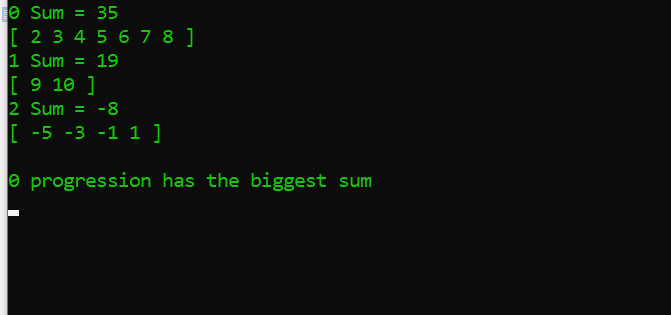 0 Sum = 35
[ 2 3 4 5 6 7 8 ]
1 Sum = 19
[ 9 10 ]
2 Sum = -8
[ -5 -3 -1 1 ]
0 progression has the biggest sum